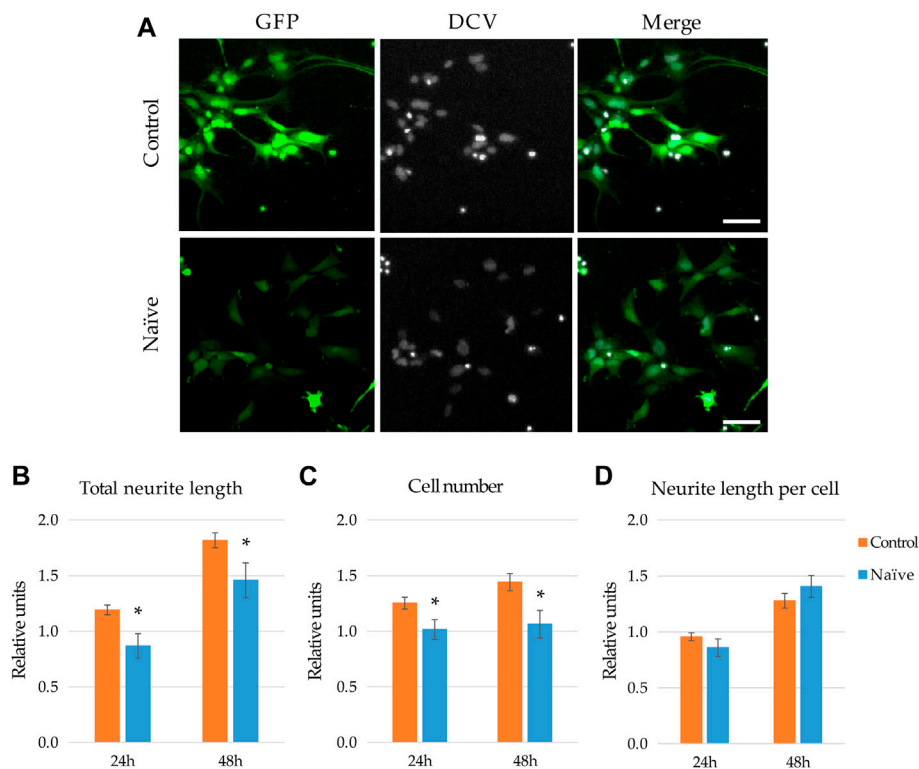 A
GFP DCV Merge
Control
Naïve
B Total neurite length
Relative units
2.0
1.5
1.0
0.5
0.0
* *
24h 48h
C Cell number
Relative units
2.0
1.5
1.0
0.5
0.0
* *
24h 48h
D Neurite length per cell
Relative units
2.0
1.5
1.0
0.5
0.0
24h 48h
Control
Naïve